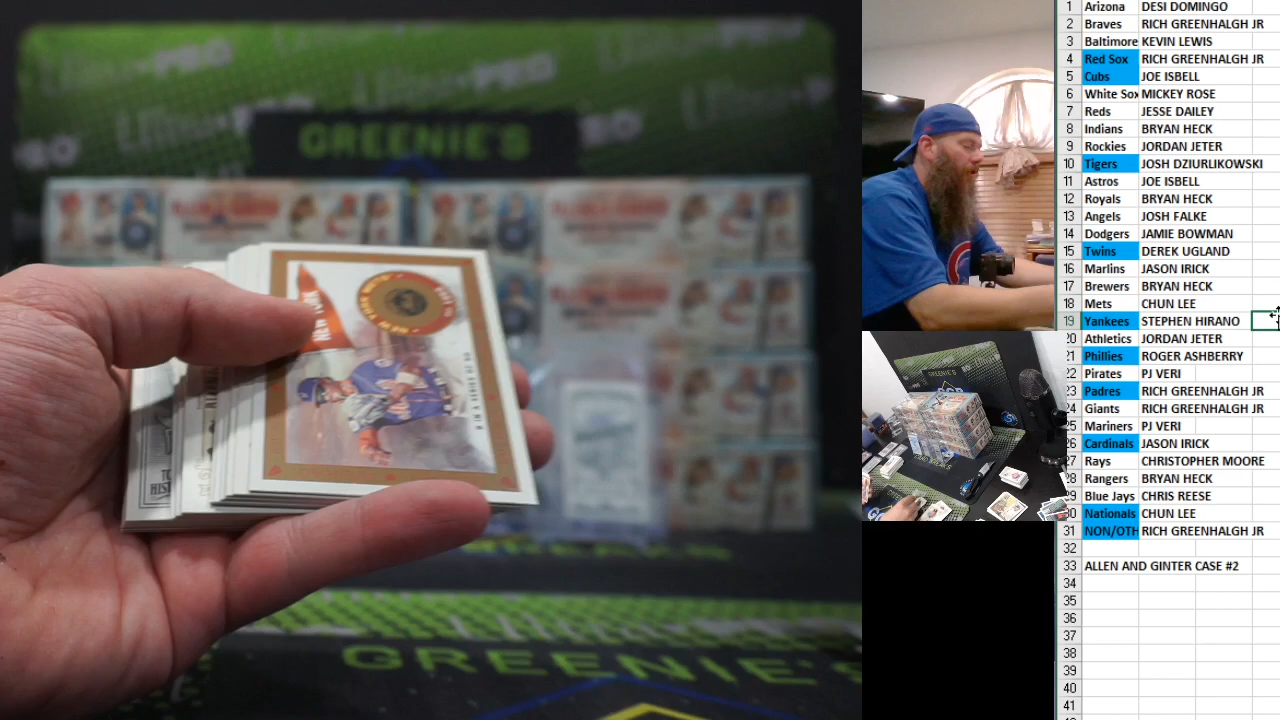 GREENIE'S
NEW YORK
GREENIE'S
1 Arizona DESI DOMINGO
2 Braves RICH GREENHALGH JR
3 Baltimore KEVIN LEWIS
4 Red Sox RICH GREENHALGH JR
5 Cubs JOE ISBELL
6 White Sox MICKEY ROSE
7 Reds JESSE DAILEY
8 Indians BRYAN HECK
9 Rockies JORDAN JETER
10 Tigers JOSH DZIURLIKOWSKI
11 Astros JOE ISBELL
12 Royals BRYAN HECK
13 Angels JOSH FALKE
14 Dodgers JAMIE BOWMAN
15 Twins DEREK UGLAND
16 Marlins JASON IRICK
17 Brewers BRYAN HECK
18 Mets CHUN LEE
19 Yankees STEPHEN HIRANO
20 Athletics JORDAN JETER
21 Phillies ROGER ASHBERRY
22 Pirates PJ VERI
23 Padres RICH GREENHALGH JR
24 Giants RICH GREENHALGH JR
25 Mariners PJ VERI
26 Cardinals JASON IRICK
27 Rays CHRISTOPHER MOORE
28 Rangers BRYAN HECK
29 Blue Jays CHRIS REESE
30 Nationals CHUN LEE
31 NON/OTH RICH GREENHALGH JR
32
33 ALLEN AND GINTER CASE #2
34
35
36
37
38
39
40
41